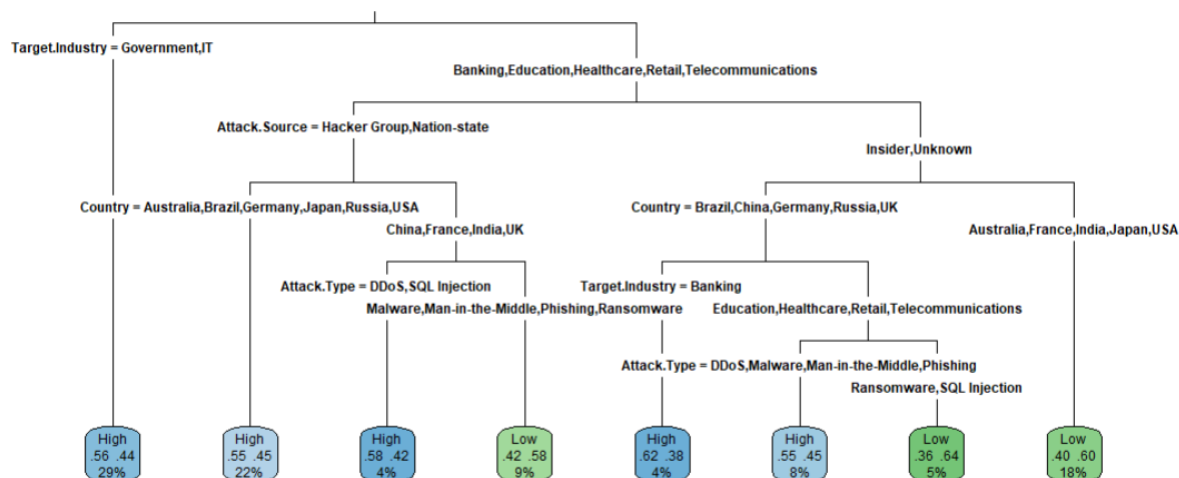 Target.Industry = Government,IT
Banking,Education,Healthcare,Retail,Telecommunications
Attack.Source = Hacker Group,Nation-state
Insider,Unknown
Country = Australia,Brazil,Germany,Japan,Russia,USA
Country = Brazil,China,Germany,Russia,UK
China,France,India,UK
Australia,France,India,Japan,USA
Attack.Type = DDoS,SQL Injection
Target.Industry = Banking
Malware,Man-in-the-Middle,Phishing,Ransomware
Education,Healthcare,Retail,Telecommunications
Attack.Type = DDoS,Malware,Man-in-the-Middle,Phishing
Ransomware,SQL Injection
High
.56 .44
29%
High
.55 .45
22%
High
.58 .42
4%
Low
.42 .58
9%
High
.62 .38
4%
High
.55 .45
8%
Low
.36 .64
5%
Low
.40 .60
18%